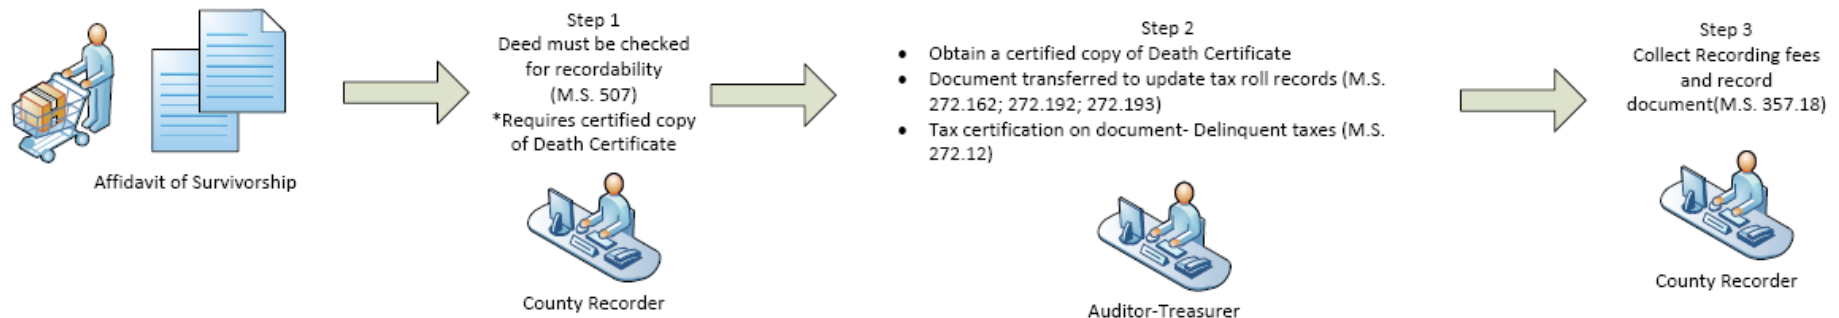 Affidavit of Survivorship
Step 1
Deed must be checked
for recordability
(M.S. 507)
*Requires certified copy
of Death Certificate
County Recorder
Step 2
• Obtain a certified copy of Death Certificate
• Document transferred to update tax roll records (M.S.
272.162; 272.192; 272.193)
• Tax certification on document- Delinquent taxes (M.S.
272.12)
Auditor-Treasurer
Step 3
Collect Recording fees
and record
document(M.S. 357.18)
County Recorder